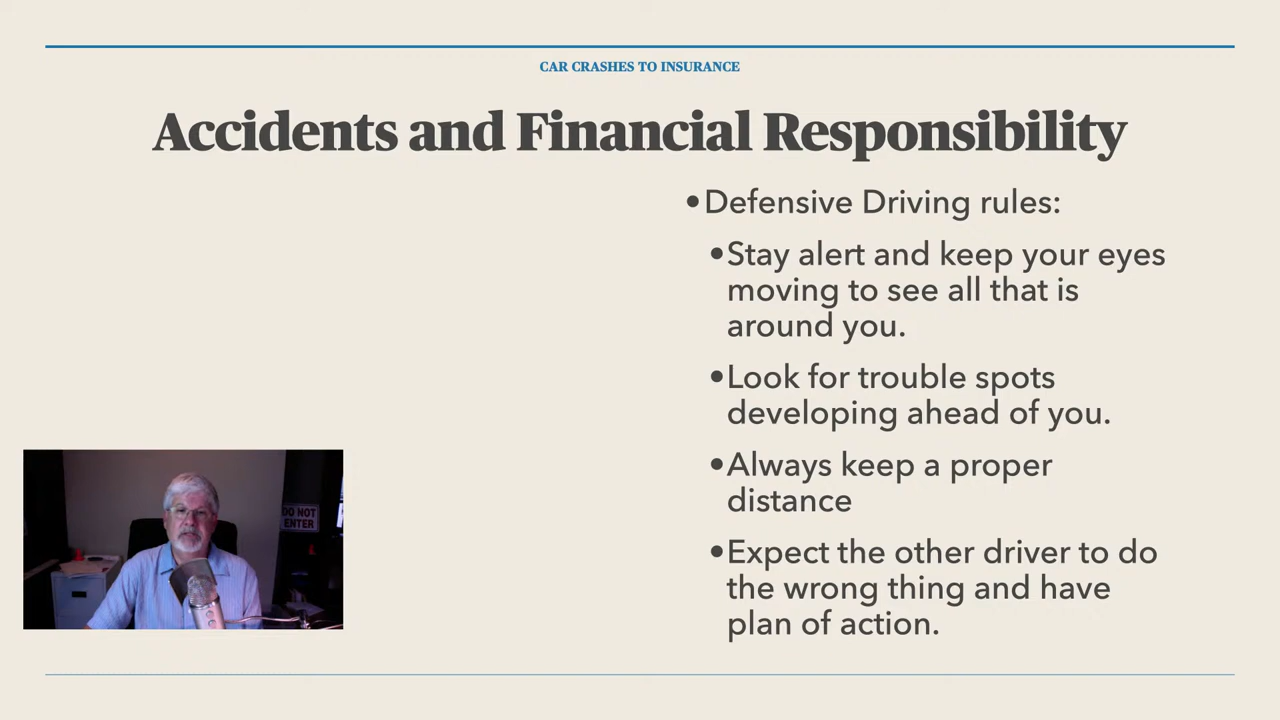 CAR CRASHES TO INSURANCE
Accidents and Financial Responsibility
•Defensive Driving rules:
•Stay alert and keep your eyes
moving to see all that is
around you.
•Look for trouble spots
developing ahead of you.
•Always keep a proper
distance
•Expect the other driver to do
the wrong thing and have
plan of action.
DO NOT
ENTER